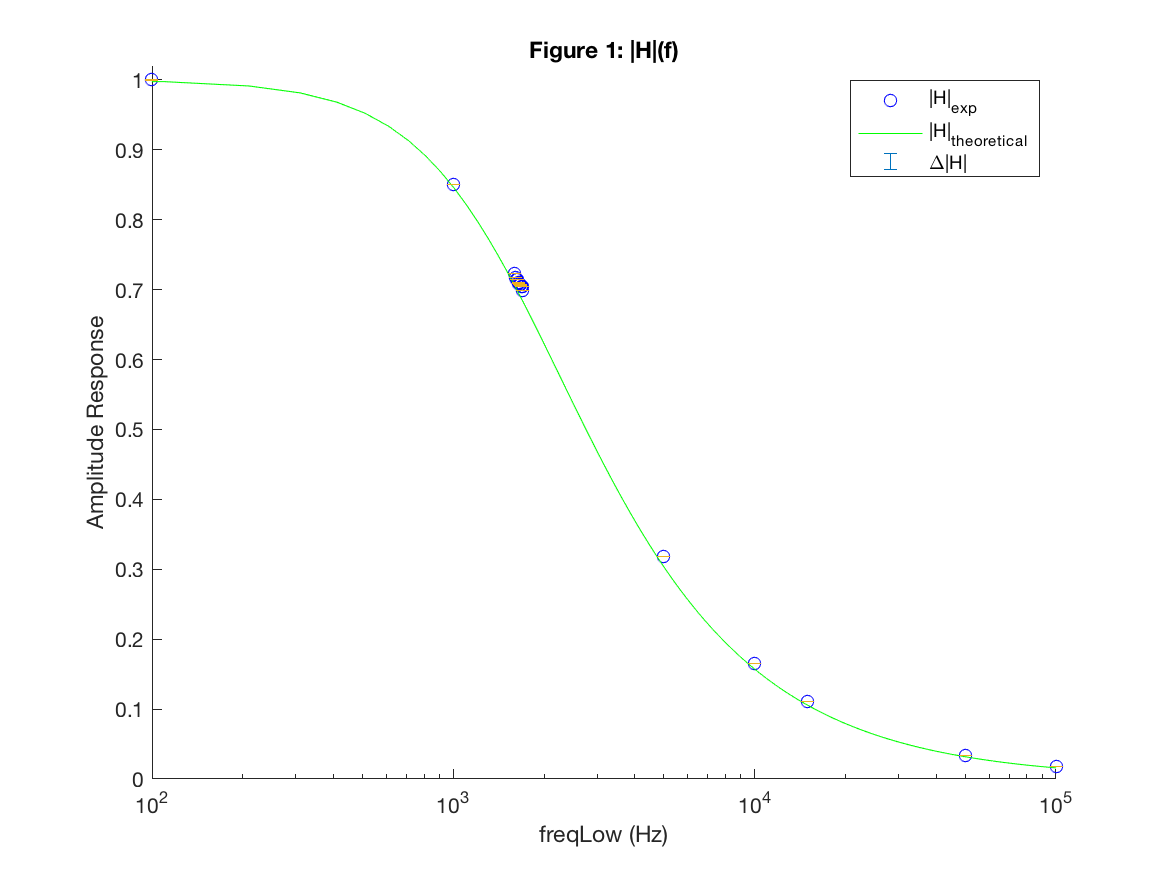 Figure 1: |H|(f)
|H|exp
|H|theoretical
Δ|H|
1
0.9
0.8
0.7
0.6
0.5
0.4
0.3
0.2
0.1
0
Amplitude Response
10² 10³ 10⁴ 10⁵
freqLow (Hz)